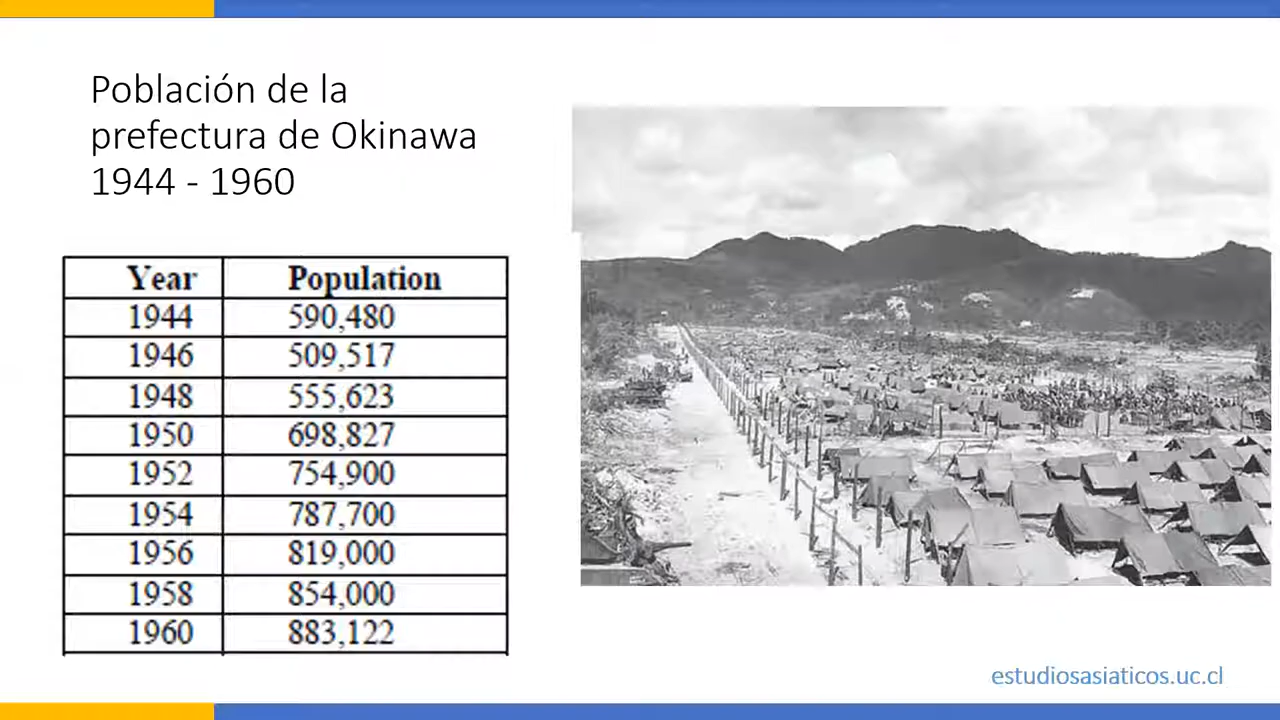 Población de la
prefectura de Okinawa
1944 - 1960
Year Population
1944 590,480
1946 509,517
1948 555,623
1950 698,827
1952 754,900
1954 787,700
1956 819,000
1958 854,000
1960 883,122
estudiosasiaticos.uc.cl